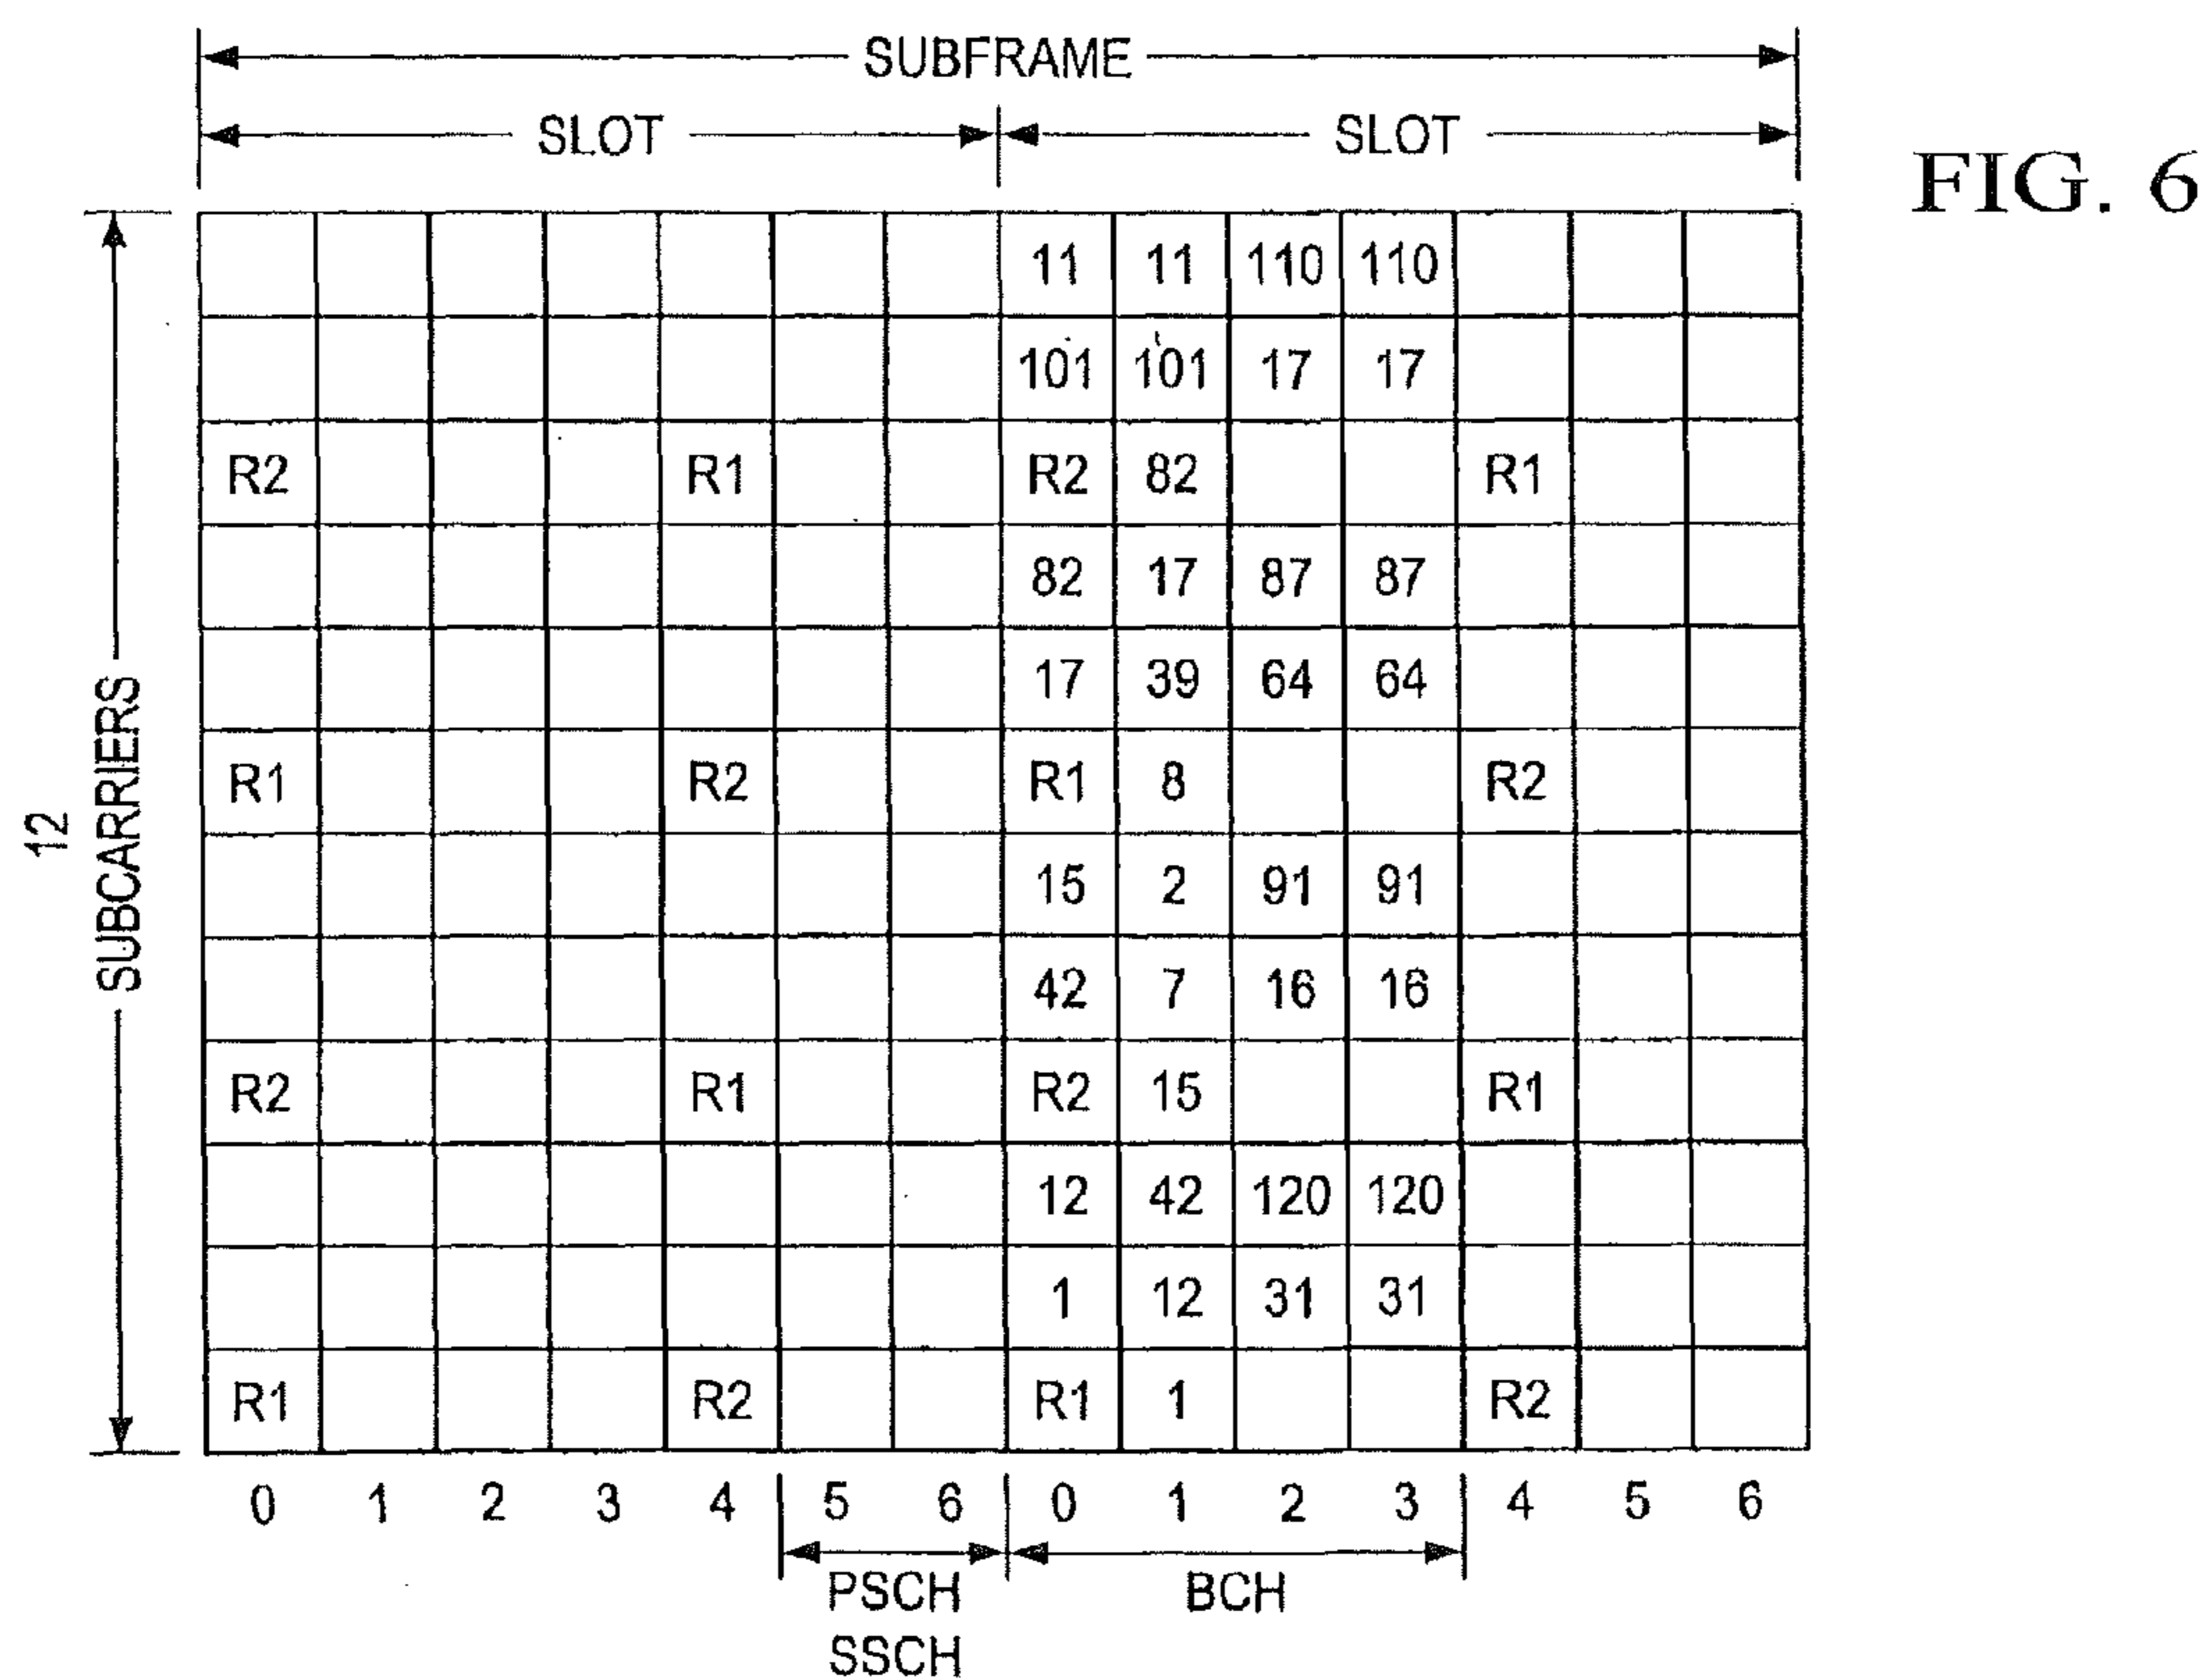 SUBFRAME
SLOT SLOT
FIG. 6
11 11 110 110
101 101 17 17
R2 R1 R2 82 R1
82 17 87 87
17 39 64 64
R1 R2 R1 8 R2
15 2 91 91
42 7 16 16
R2 R1 R2 15 R1
12 42 120 120
1 12 31 31
R1 R2 R1 1 R2
12
SUBCARRIERS
0 1 2 3 4 5 6 0 1 2 3 4 5 6
PSCH BCH
SSCH